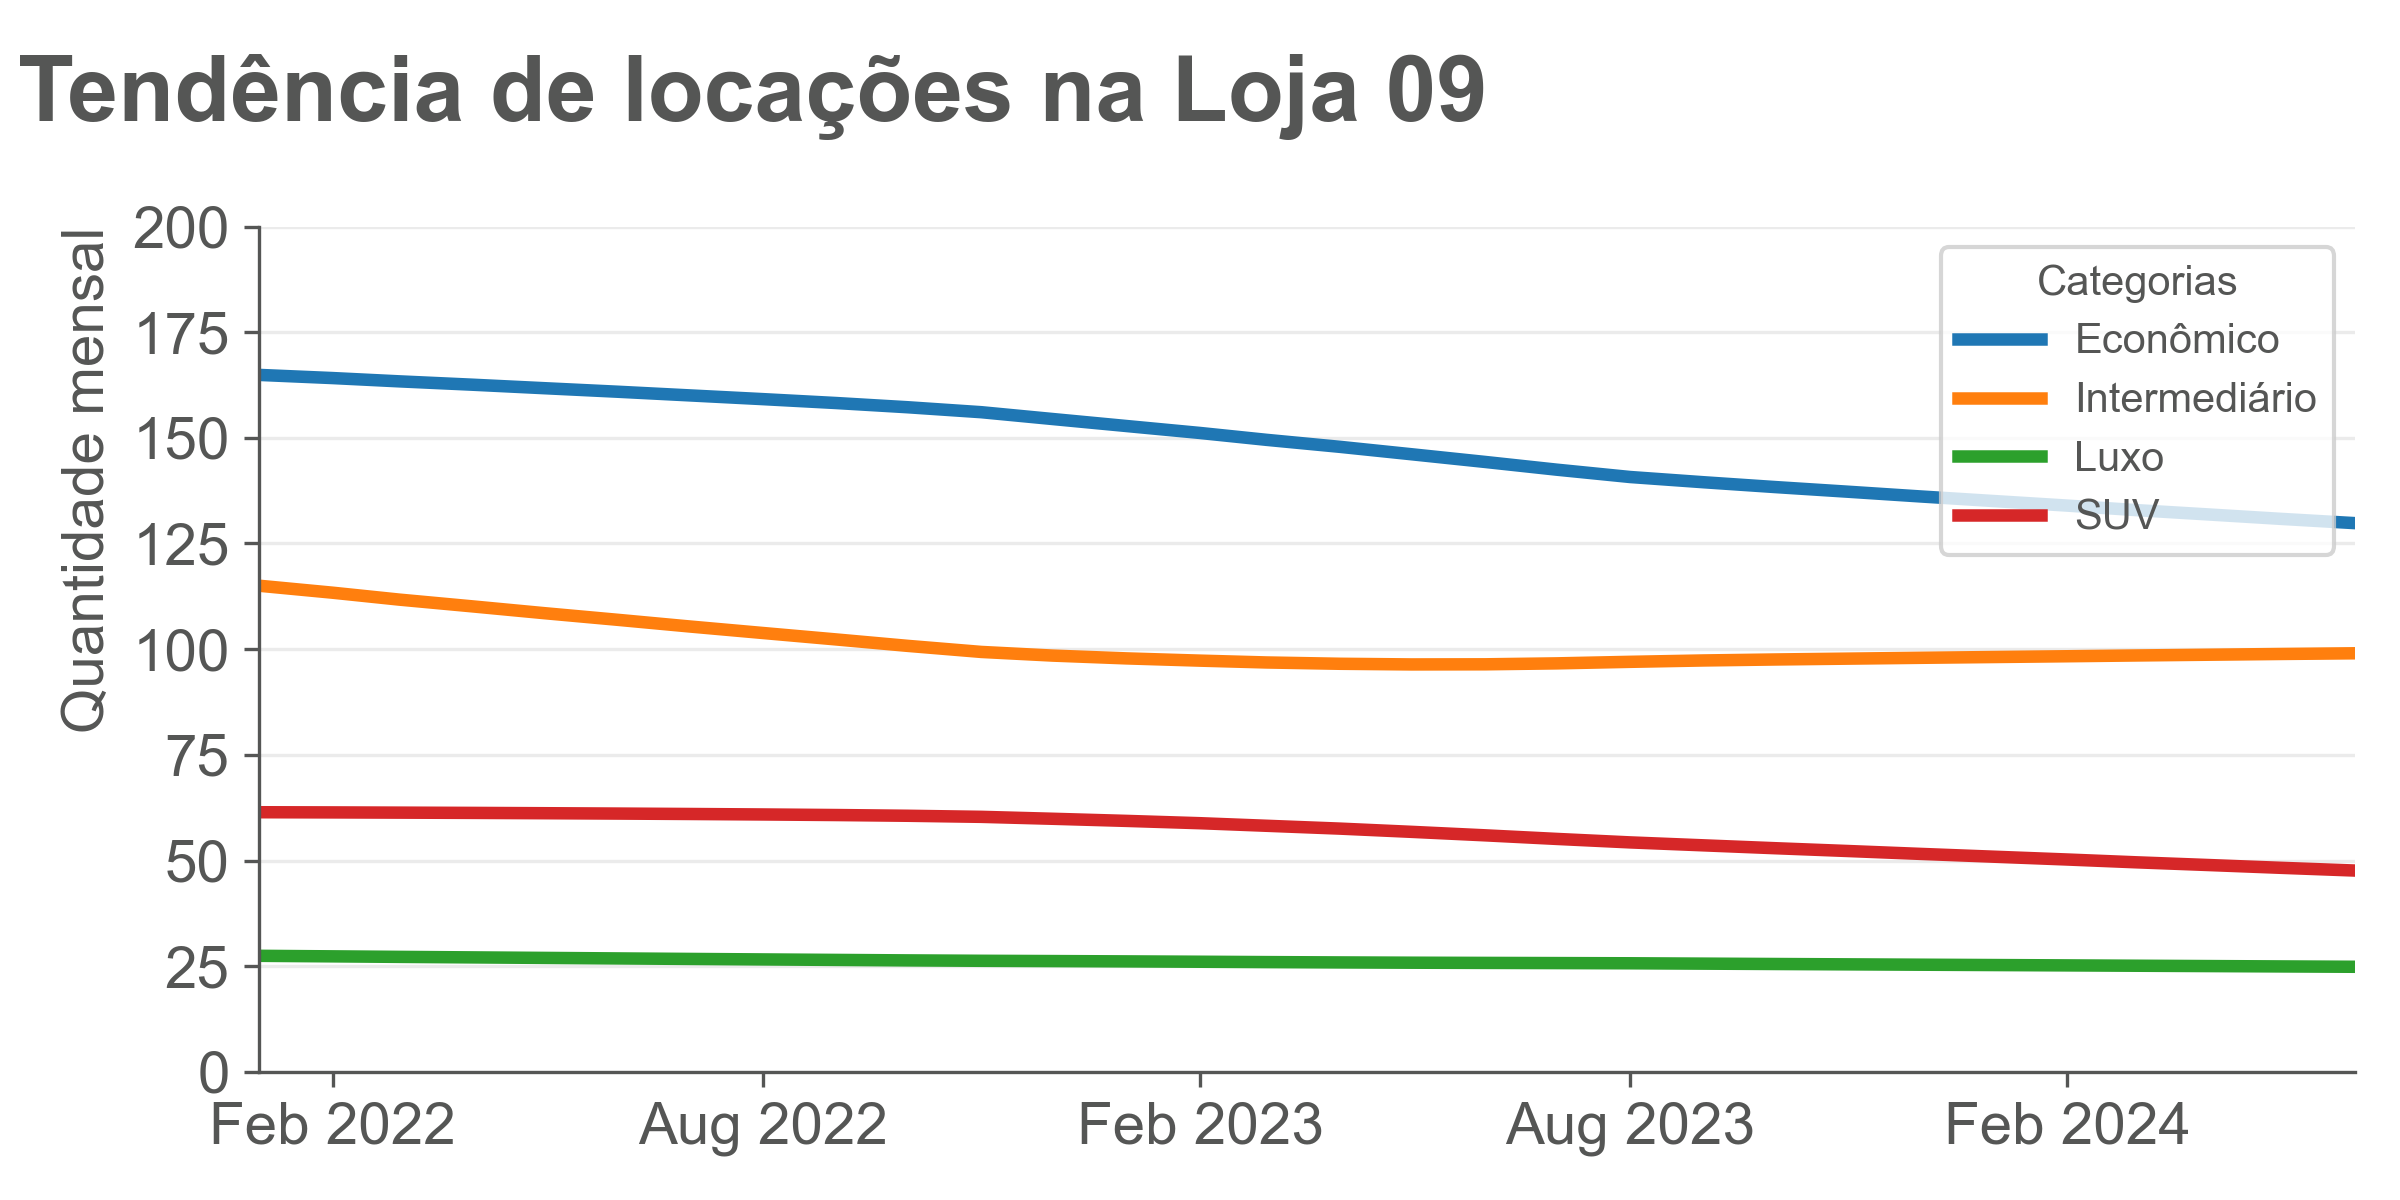 Tendência de locações na Loja 09
Quantidade mensal
200
175
150
125
100
75
50
25
0
Categorias
Econômico
Intermediário
Luxo
SUV
Feb 2022
Aug 2022
Feb 2023
Aug 2023
Feb 2024